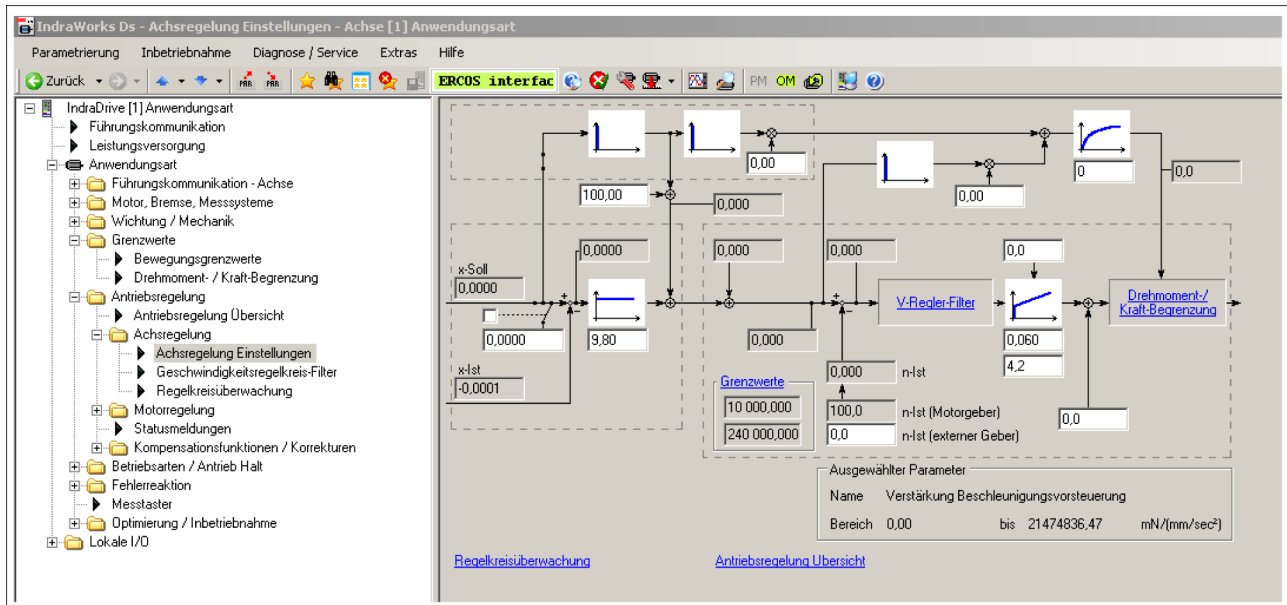 IndraWorks Ds - Achsregelung Einstellungen - Achse [1] Anwendungsart
Parametrierung Inbetriebnahme Diagnose / Service Extras Hilfe
Zurück PAR PAR ERCOS interfac PM OM
IndraDrive [1] Anwendungsart
Führungskommunikation
Leistungsversorgung
Anwendungsart
Führungskommunikation - Achse
Motor, Bremse, Messsysteme
Wichtung / Mechanik
Grenzwerte
Bewegungsgrenzwerte
Drehmoment- / Kraft-Begrenzung
Antriebsregelung
Antriebsregelung Übersicht
Achsregelung
Achsregelung Einstellungen
Geschwindigkeitsregelkreis-Filter
Regelkreisüberwachung
Motorregelung
Statusmeldungen
Kompensationsfunktionen / Korrekturen
Betriebsarten / Antrieb Halt
Fehlerreaktion
Messtaster
Optimierung / Inbetriebnahme
Lokale I/O
0,00
0
0,0
100,00
0,000
0,00
0,0000
0,000
0,000
0,0
x-Soll
0,0000
+
−
+
−
V-Regler-Filter
Drehmoment-/
Kraft-Begrenzung
0,0000
9,80
0,000
0,060
4,2
x-Ist
-0,0001
0,000 n-Ist
Grenzwerte
10 000,000
240 000,000
100,0 n-Ist (Motorgeber)
0,0 n-Ist (externer Geber)
0,0
Ausgewählter Parameter
Name Verstärkung Beschleunigungsvorsteuerung
Bereich 0,00 bis 21474836,47 mN/(mm/sec²)
Regelkreisüberwachung
Antriebsregelung Übersicht